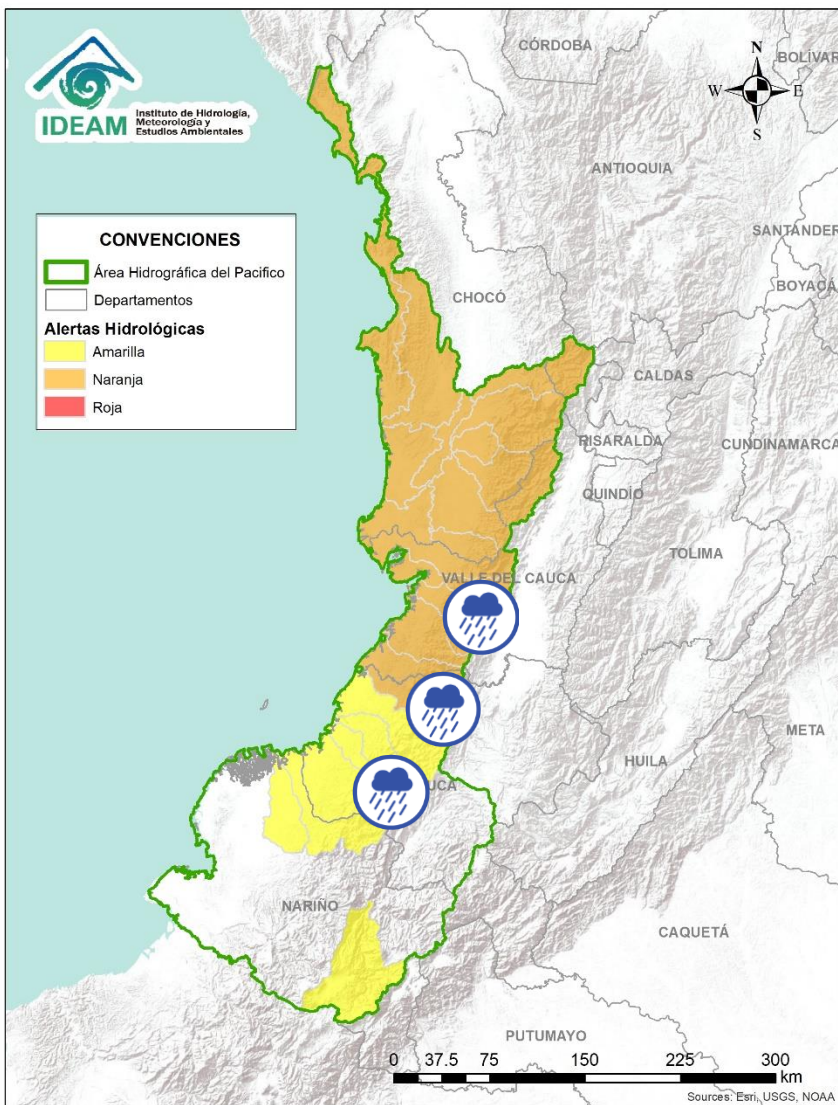 IDEAM
Instituto de Hidrología,
Meteorología y
Estudios Ambientales
CÓRDOBA
BOLÍVAR
N
W
E
S
ANTIOQUIA
SANTANDER
BOYACÁ
CONVENCIONES
Área Hidrográfica del Pacifico
Departamentos
Alertas Hidrológicas
Amarilla
Naranja
Roja
CHOCÓ
CALDAS
RISARALDA
CUNDINAMARCA
QUINDÍO
TOLIMA
VALLE DEL CAUCA
META
HUILA
UCA
NARIÑO
CAQUETÁ
PUTUMAYO
0 37.5 75 150 225 300
km
Sources: Esri, USGS, NOAA